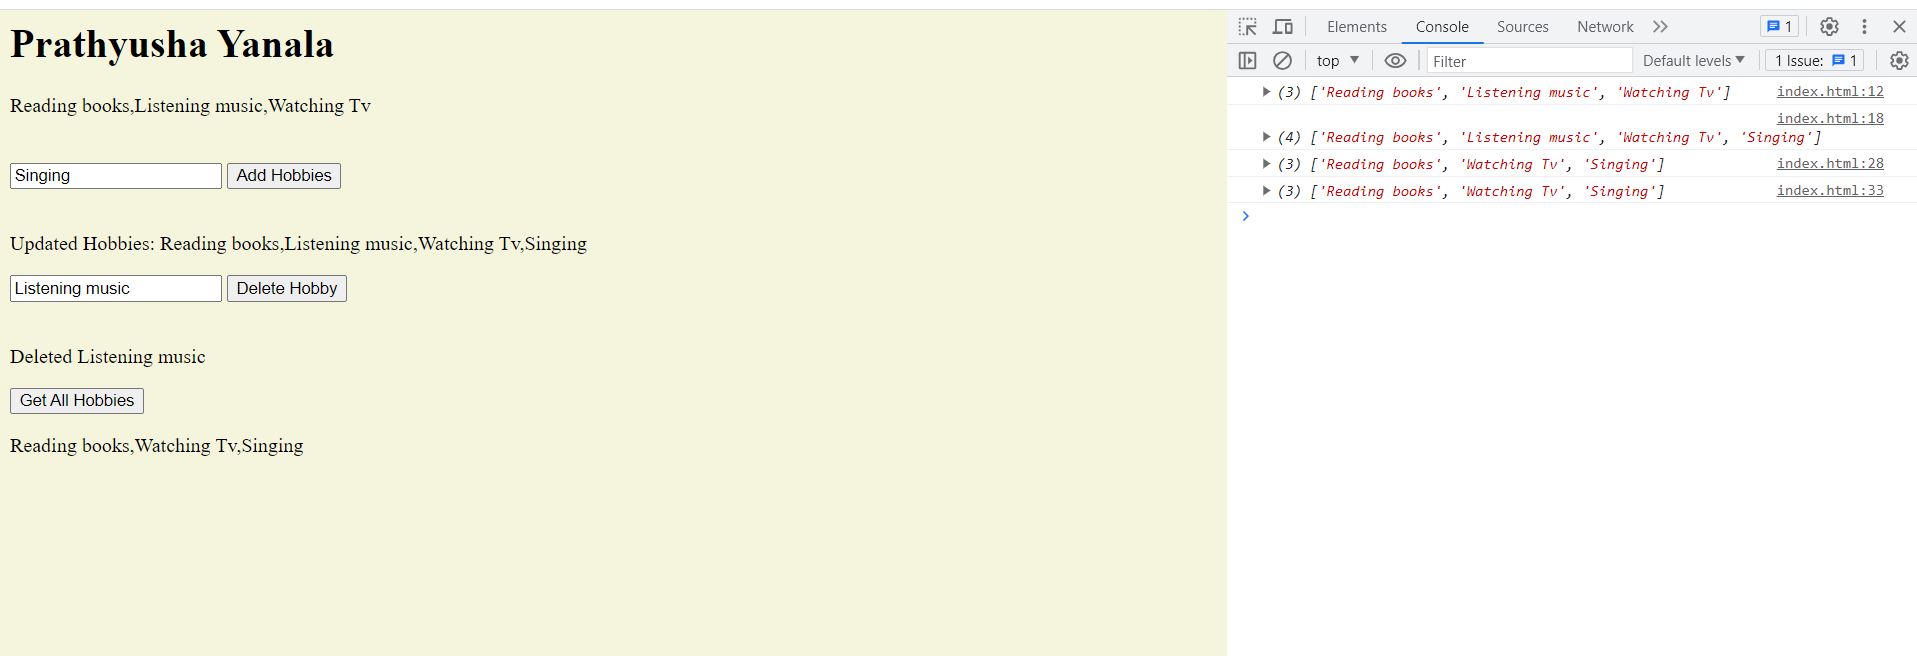 Prathyusha Yanala
Reading books,Listening music,Watching Tv
Singing Add Hobbies
Updated Hobbies: Reading books,Listening music,Watching Tv,Singing
Listening music Delete Hobby
Deleted Listening music
Get All Hobbies
Reading books,Watching Tv,Singing
Elements Console Sources Network 1
top Filter Default levels 1 Issue: 1
(3) ['Reading books', 'Listening music', 'Watching Tv'] index.html:12
index.html:18
(4) ['Reading books', 'Listening music', 'Watching Tv', 'Singing']
(3) ['Reading books', 'Watching Tv', 'Singing'] index.html:28
(3) ['Reading books', 'Watching Tv', 'Singing'] index.html:33